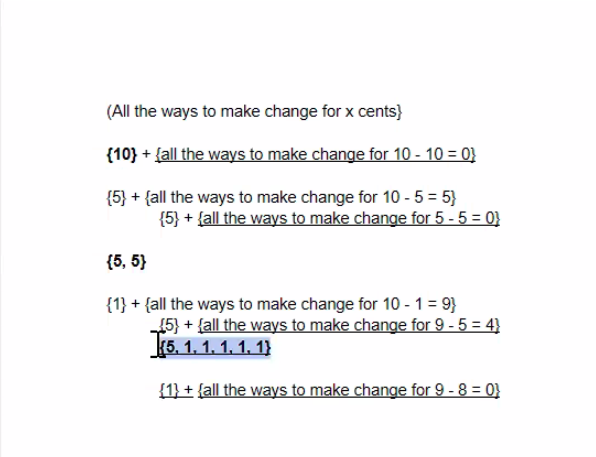 (All the ways to make change for x cents}
{10} + {all the ways to make change for 10 - 10 = 0}
{5} + {all the ways to make change for 10 - 5 = 5}
{5} + {all the ways to make change for 5 - 5 = 0}
{5, 5}
{1} + {all the ways to make change for 10 - 1 = 9}
{5} + {all the ways to make change for 9 - 5 = 4}
{5, 1, 1, 1, 1, 1}
{1} + {all the ways to make change for 9 - 8 = 0}